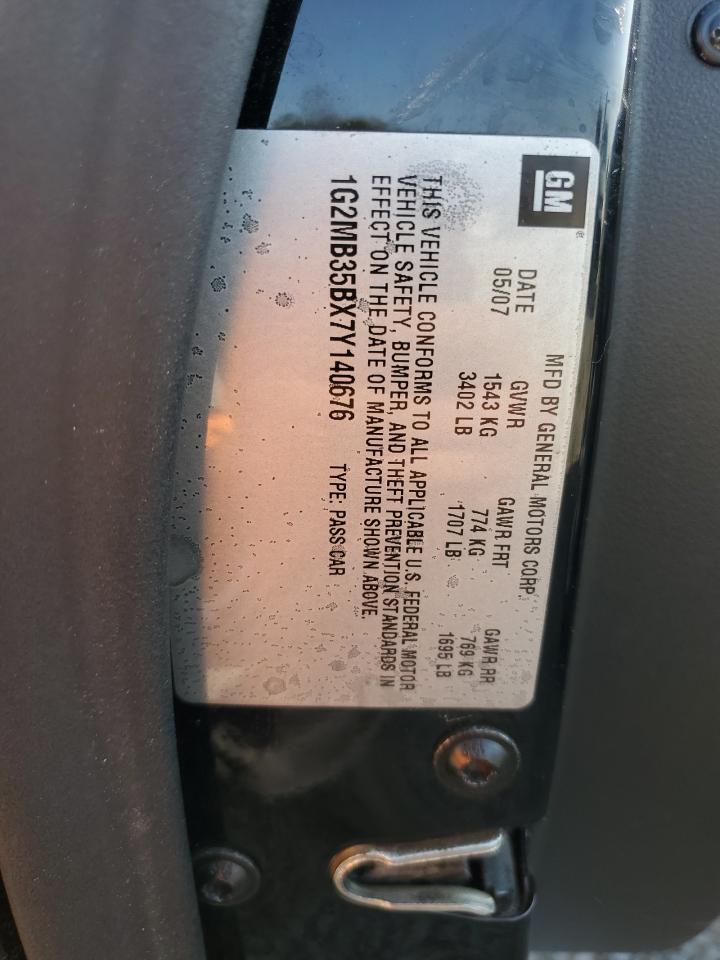 GM
MFD BY GENERAL MOTORS CORP.
DATE GVWR GAWR FRT GAWR RR
05/07 1543 KG 774 KG 769 KG
3402 LB 1707 LB 1695 LB
THIS VEHICLE CONFORMS TO ALL APPLICABLE U.S. FEDERAL MOTOR
VEHICLE SAFETY, BUMPER, AND THEFT PREVENTION STANDARDS IN
EFFECT ON THE DATE OF MANUFACTURE SHOWN ABOVE.
1G2MB35BX7Y140676 TYPE: PASS CAR